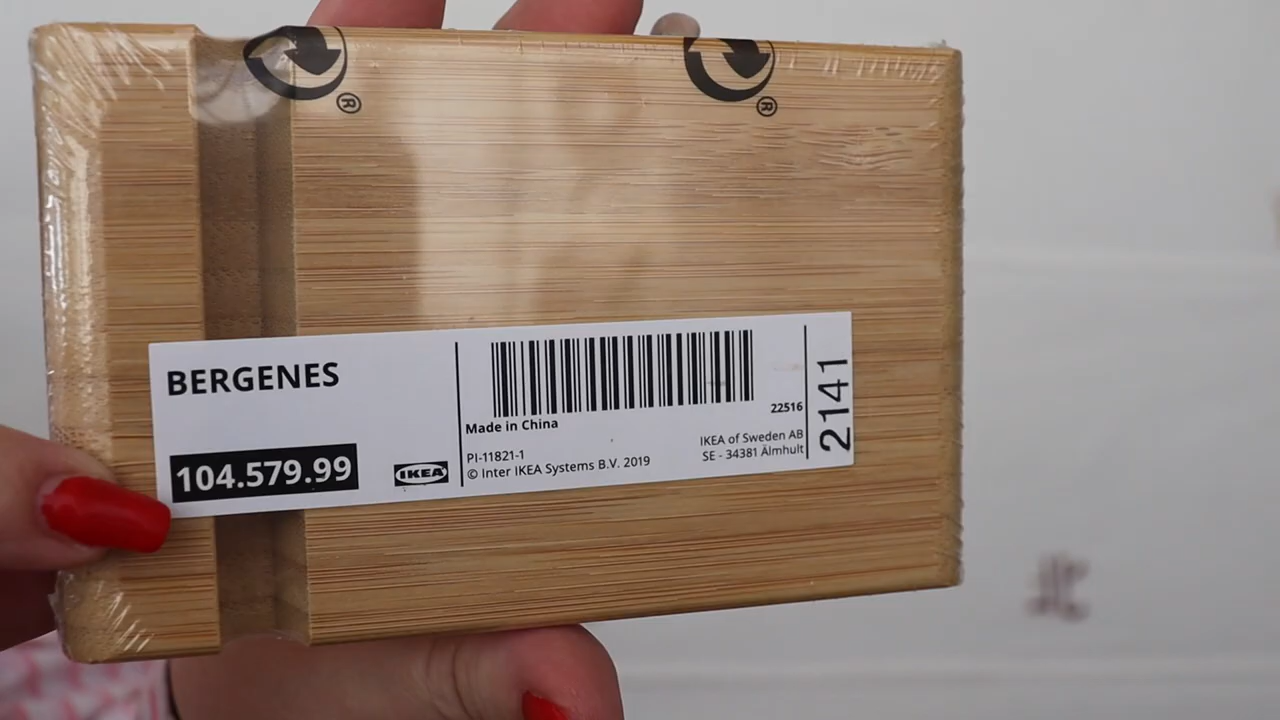 ®
®
BERGENES
104.579.99
IKEA
Made in China
22516
PI-11821-1
© Inter IKEA Systems B.V. 2019
IKEA of Sweden AB
SE - 34381 Älmhult
2141